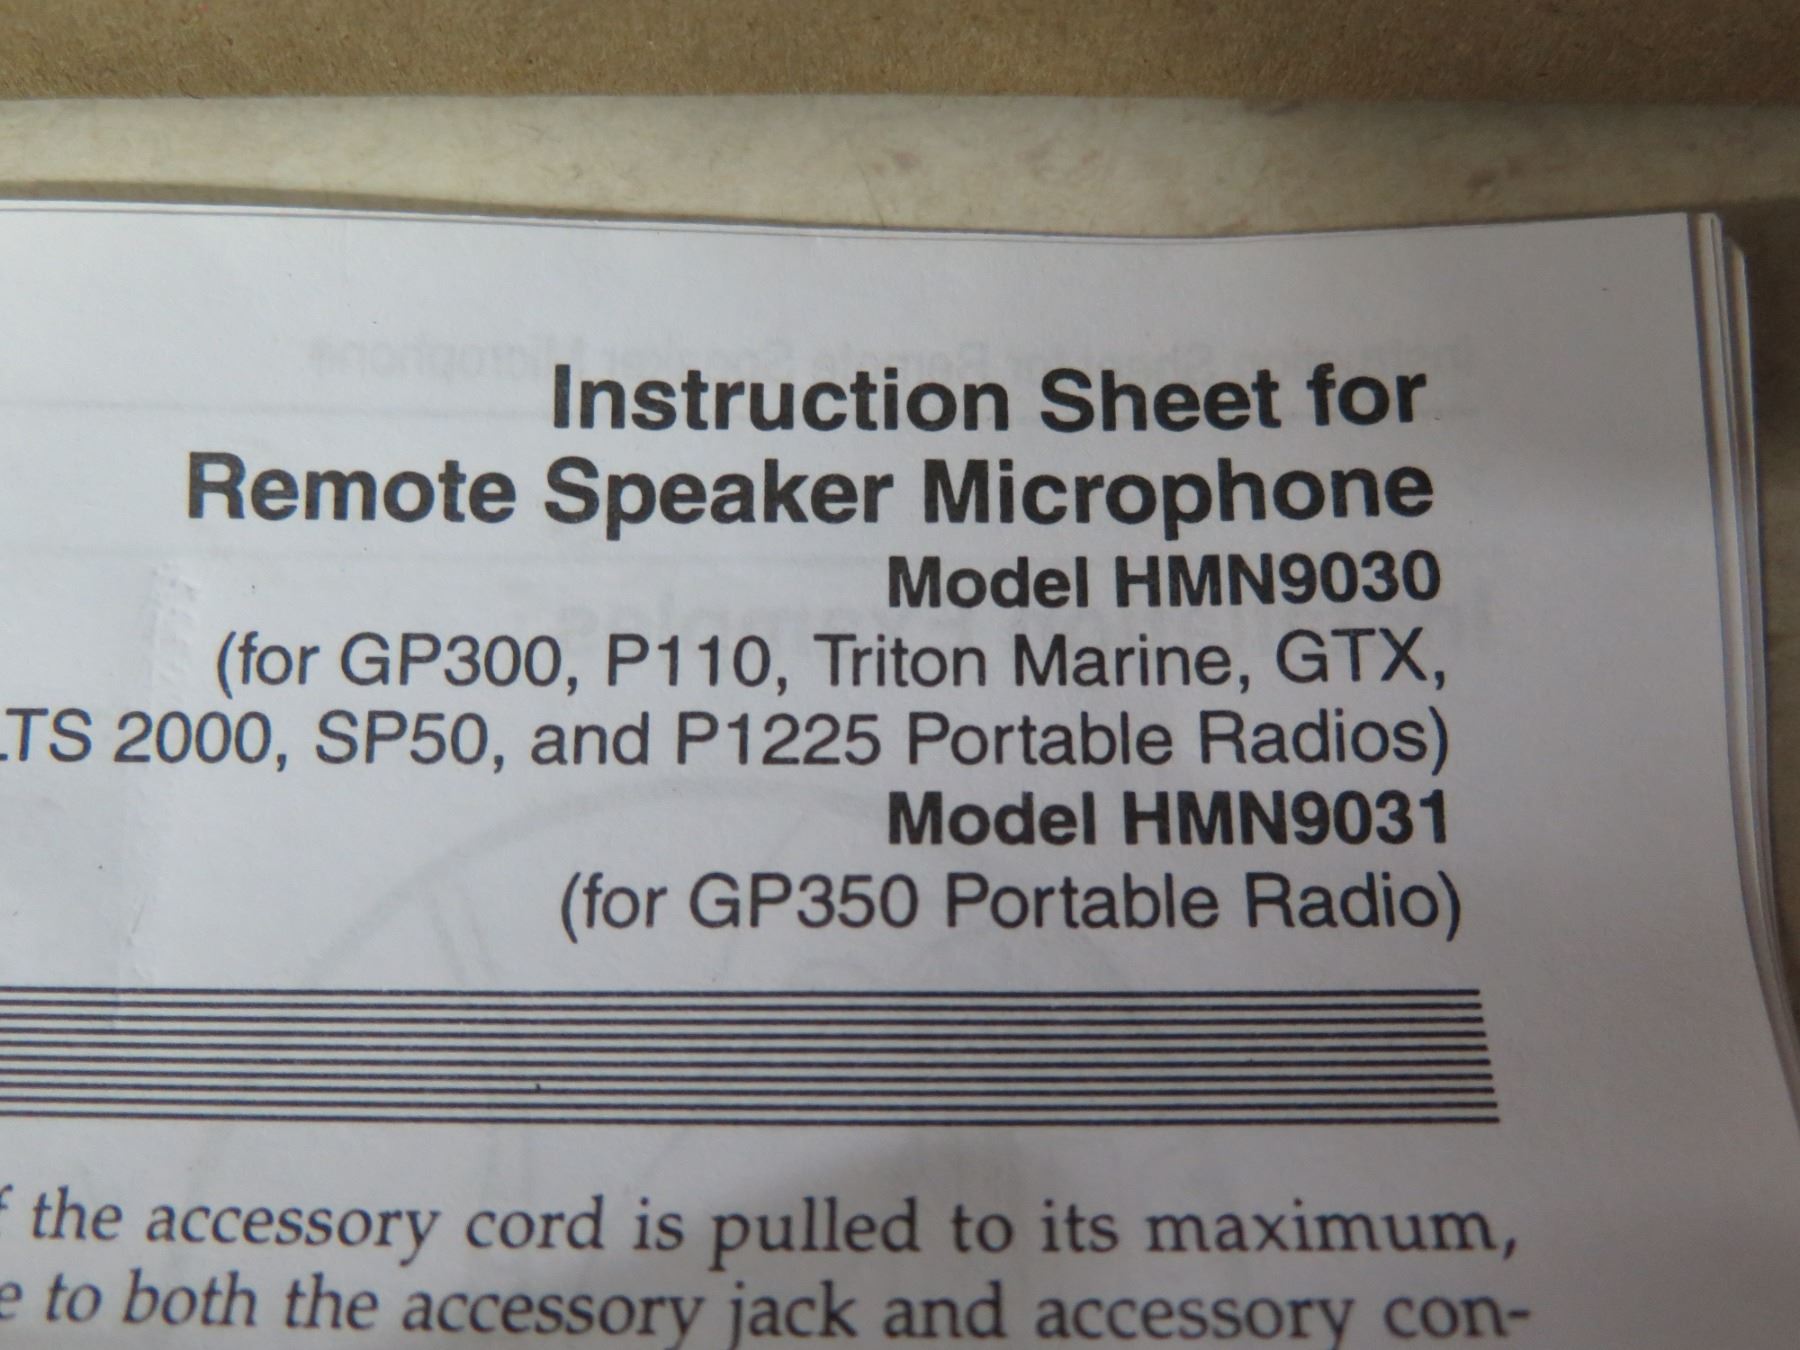 Instruction Sheet for
Remote Speaker Microphone
Model HMN9030
(for GP300, P110, Triton Marine, GTX,
LTS 2000, SP50, and P1225 Portable Radios)
Model HMN9031
(for GP350 Portable Radio)
the accessory cord is pulled to its maximum,
to both the accessory jack and accessory con-